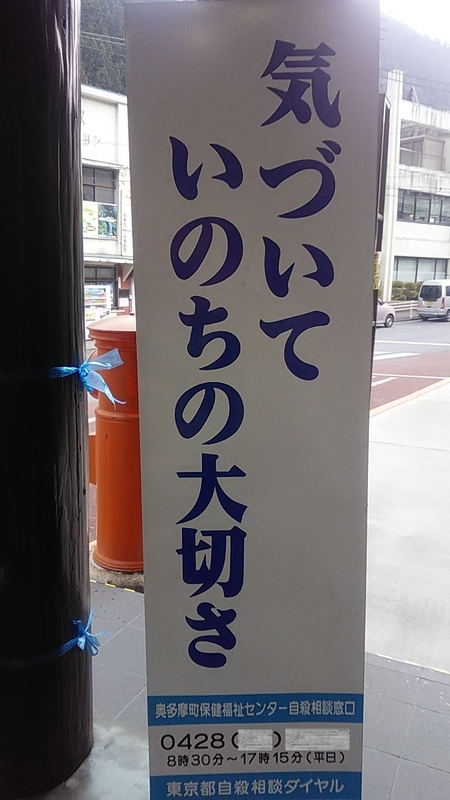 気づいて
いのちの大切さ
奥多摩町保健福祉センター自殺相談窓口
0428(    )
8時30分～17時15分(平日)
東京都自殺相談ダイヤル